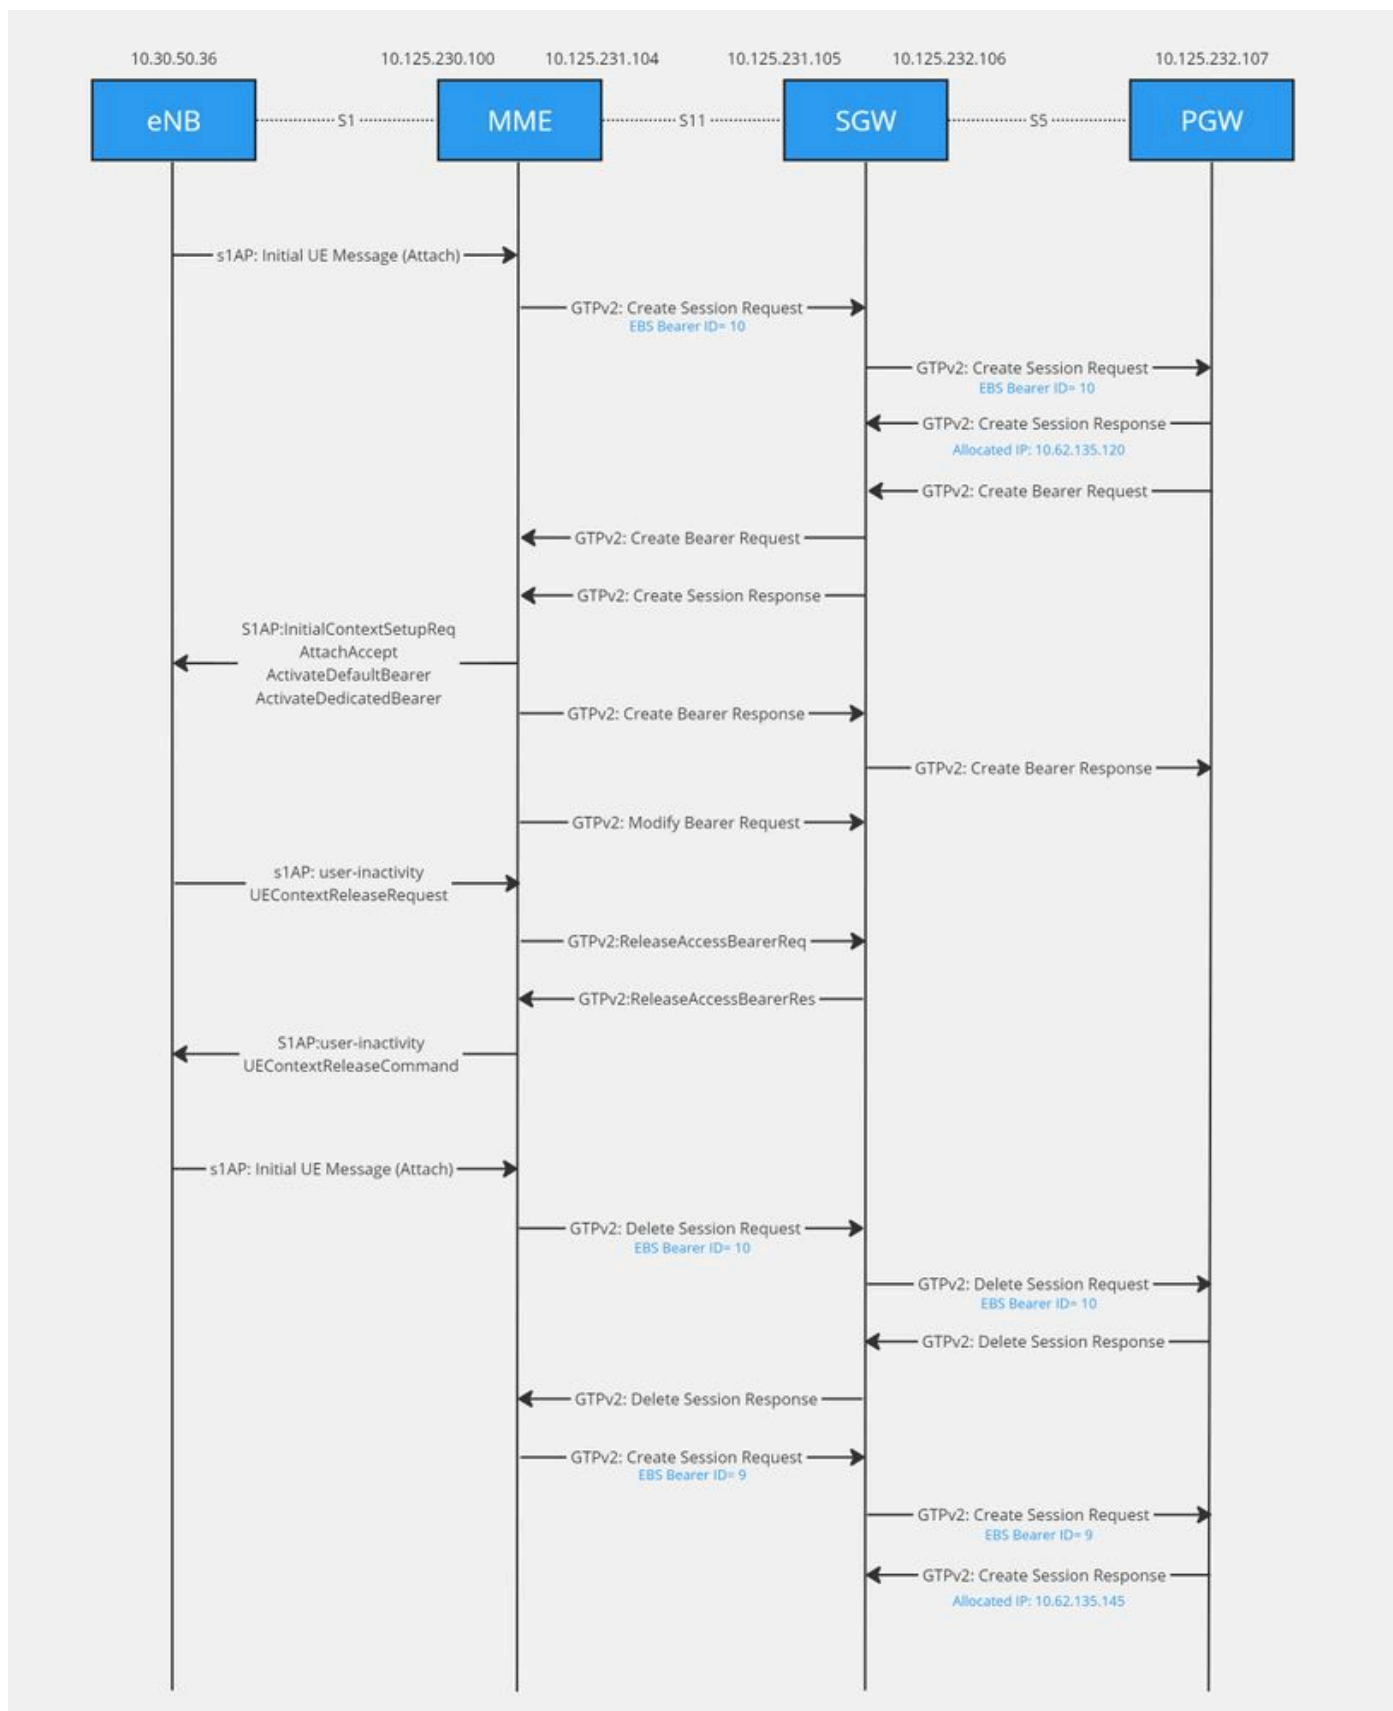 10.30.50.36
10.125.230.100
10.125.231.104
10.125.231.105
10.125.232.106
10.125.232.107
eNB
S1
MME
S11
SGW
S5
PGW
s1AP: Initial UE Message (Attach)
GTPv2: Create Session Request
EBS Bearer ID= 10
GTPv2: Create Session Request
EBS Bearer ID= 10
GTPv2: Create Session Response
Allocated IP: 10.62.135.120
GTPv2: Create Bearer Request
GTPv2: Create Bearer Request
GTPv2: Create Session Response
S1AP:InitialContextSetupReq
AttachAccept
ActivateDefaultBearer
ActivateDedicatedBearer
GTPv2: Create Bearer Response
GTPv2: Create Bearer Response
GTPv2: Modify Bearer Request
s1AP: user-inactivity
UEContextReleaseRequest
GTPv2:ReleaseAccessBearerReq
GTPv2:ReleaseAccessBearerRes
S1AP:user-inactivity
UEContextReleaseCommand
s1AP: Initial UE Message (Attach)
GTPv2: Delete Session Request
EBS Bearer ID= 10
GTPv2: Delete Session Request
EBS Bearer ID= 10
GTPv2: Delete Session Response
GTPv2: Delete Session Response
GTPv2: Create Session Request
EBS Bearer ID= 9
GTPv2: Create Session Request
EBS Bearer ID= 9
GTPv2: Create Session Response
Allocated IP: 10.62.135.145